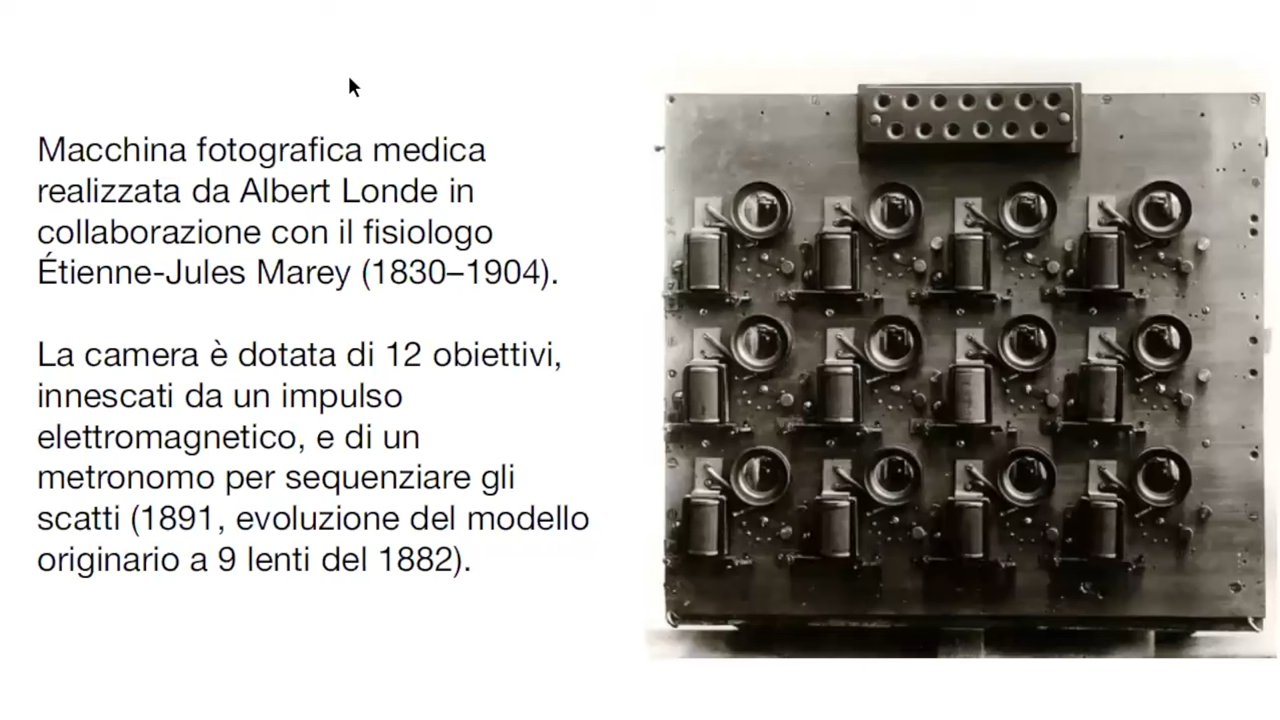 Macchina fotografica medica
realizzata da Albert Londe in
collaborazione con il fisiologo
Étienne-Jules Marey (1830–1904).
La camera è dotata di 12 obiettivi,
innescati da un impulso
elettromagnetico, e di un
metronomo per sequenziare gli
scatti (1891, evoluzione del modello
originario a 9 lenti del 1882).